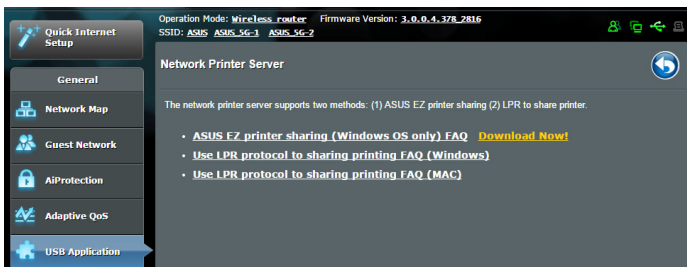 Quick Internet
Setup
Operation Mode: Wireless router Firmware Version: 3.0.0.4.378_2816
SSID: ASUS ASUS_5G-1 ASUS_5G-2
General
Network Map
Guest Network
AiProtection
Adaptive QoS
USB Application
Network Printer Server
The network printer server supports two methods: (1) ASUS EZ printer sharing (2) LPR to share printer.
ASUS EZ printer sharing (Windows OS only) FAQ Download Now!
Use LPR protocol to sharing printing FAQ (Windows)
Use LPR protocol to sharing printing FAQ (MAC)